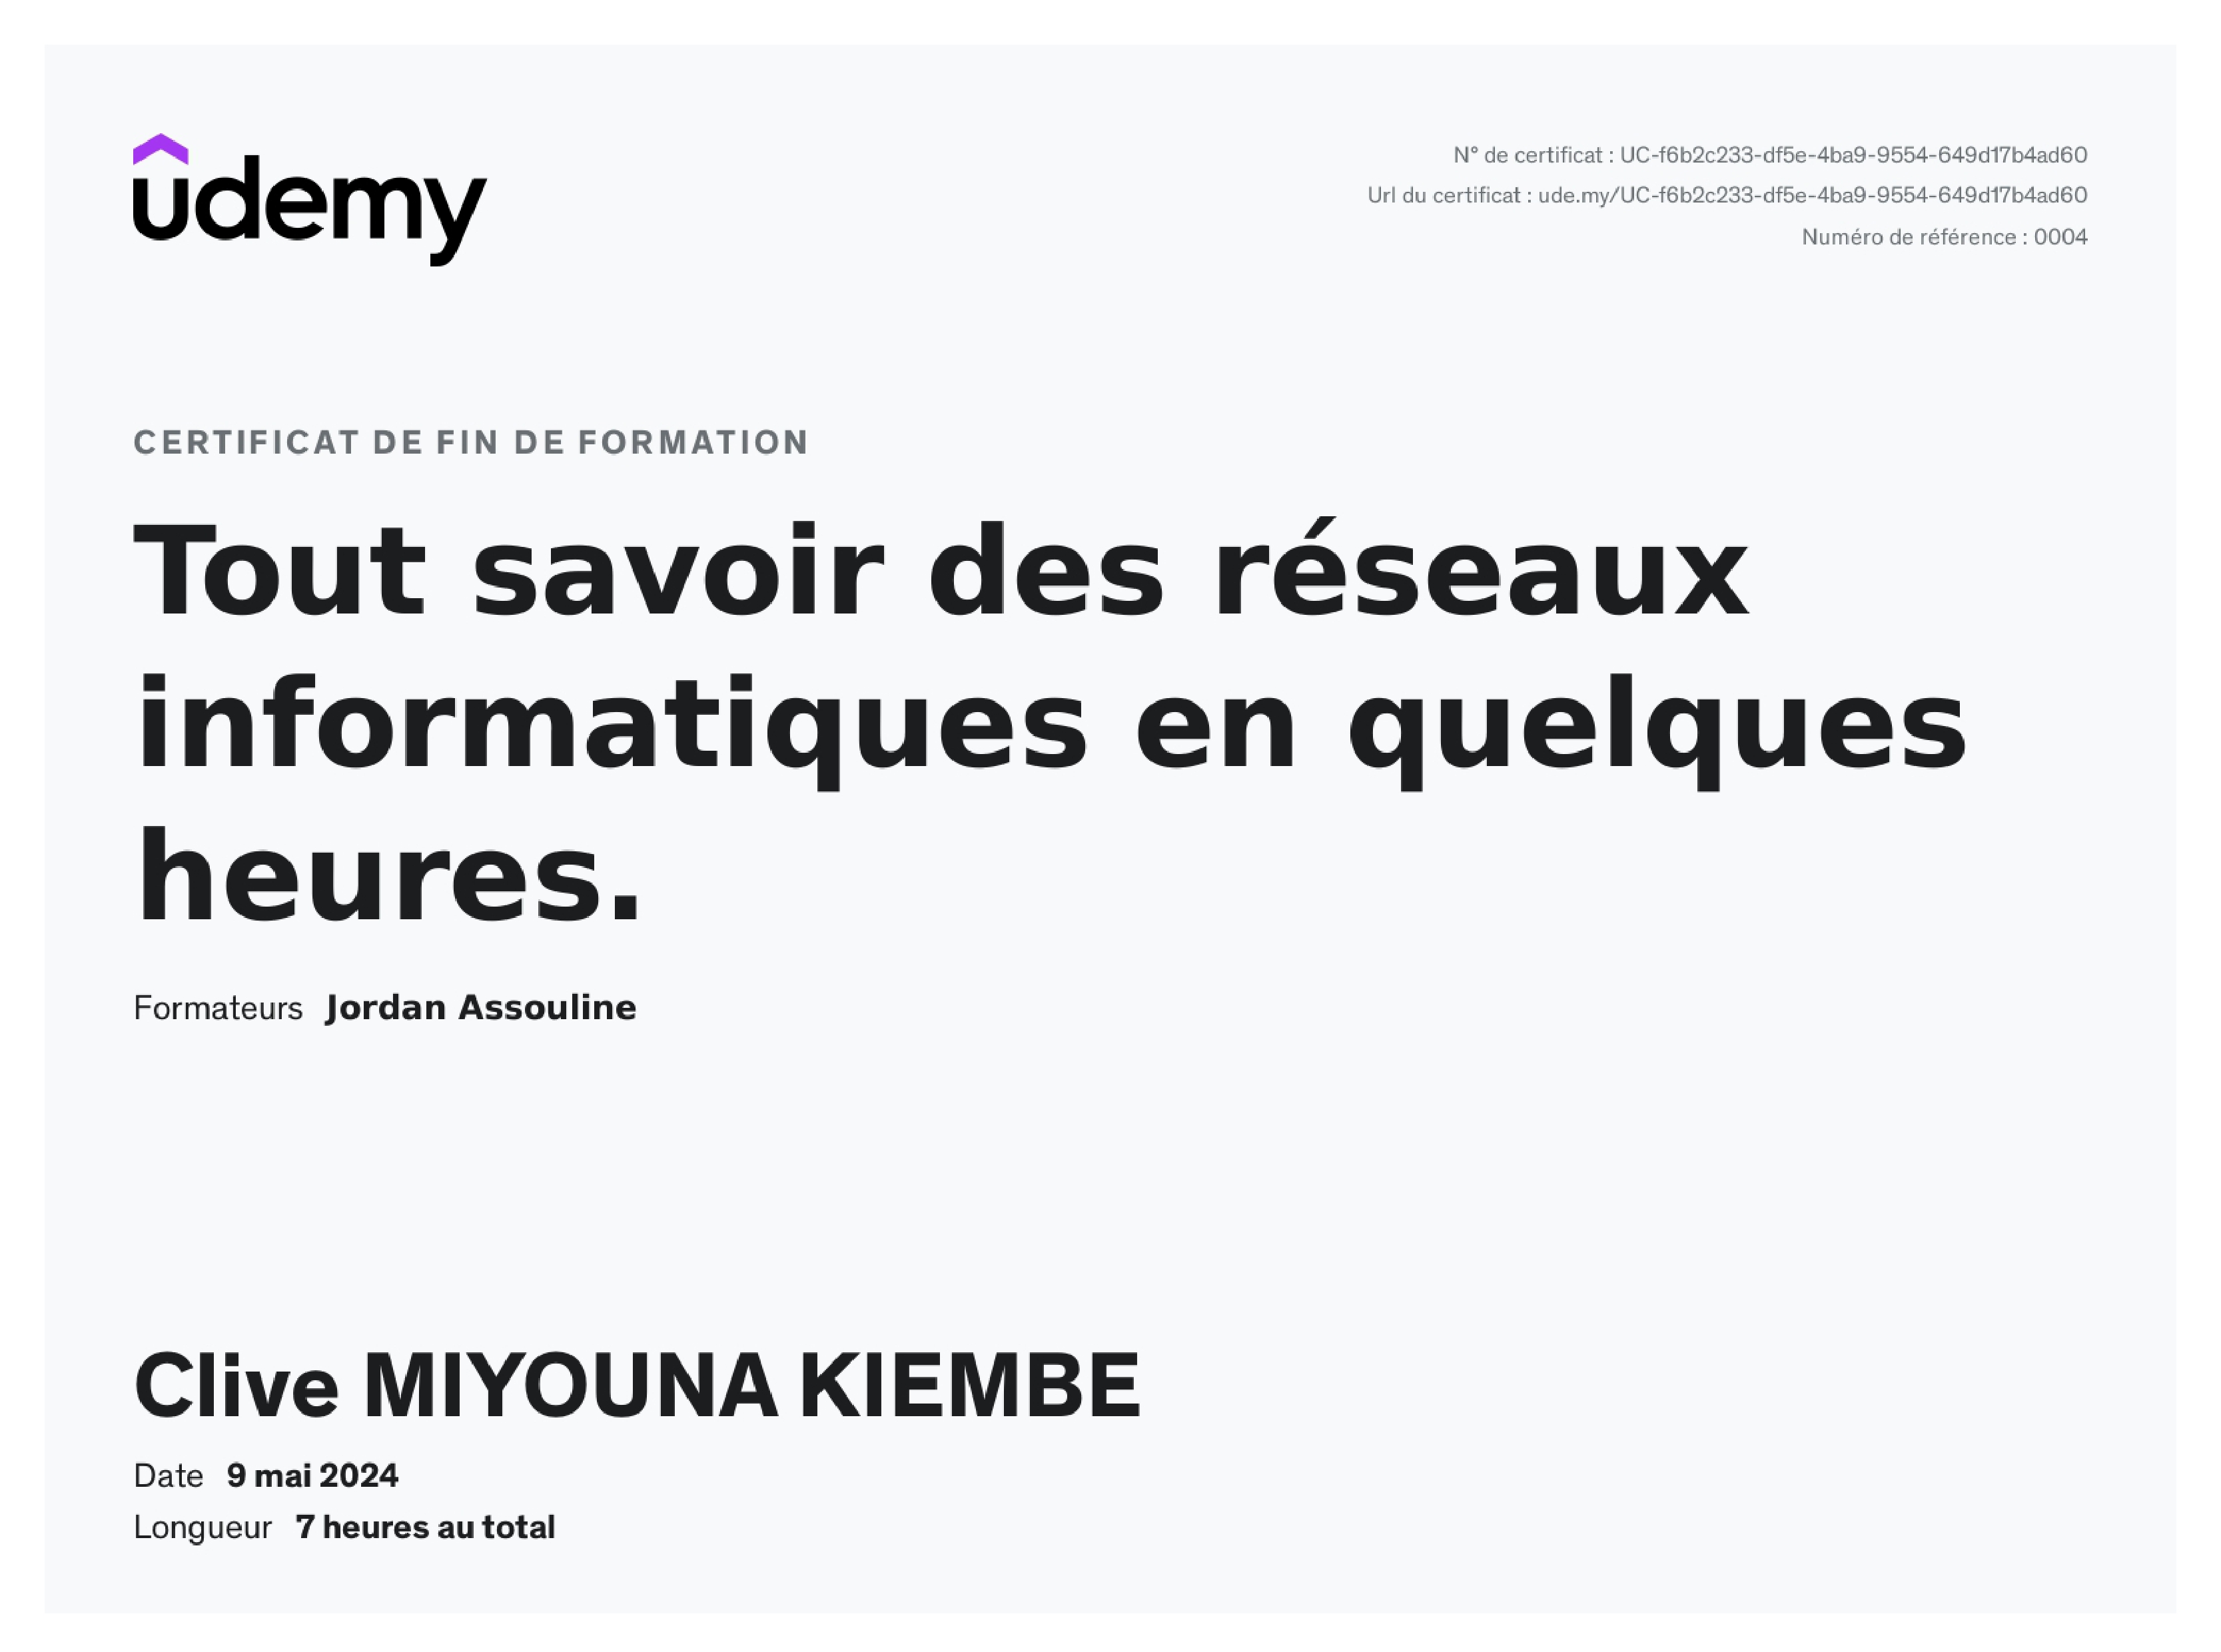 udemy
N° de certificat : UC-f6b2c233-df5e-4ba9-9554-649d17b4ad60
Url du certificat : ude.my/UC-f6b2c233-df5e-4ba9-9554-649d17b4ad60
Numéro de référence : 0004
CERTIFICAT DE FIN DE FORMATION
Tout savoir des réseaux
informatiques en quelques
heures.
Formateurs Jordan Assouline
Clive MIYOUNA KIEMBE
Date 9 mai 2024
Longueur 7 heures au total